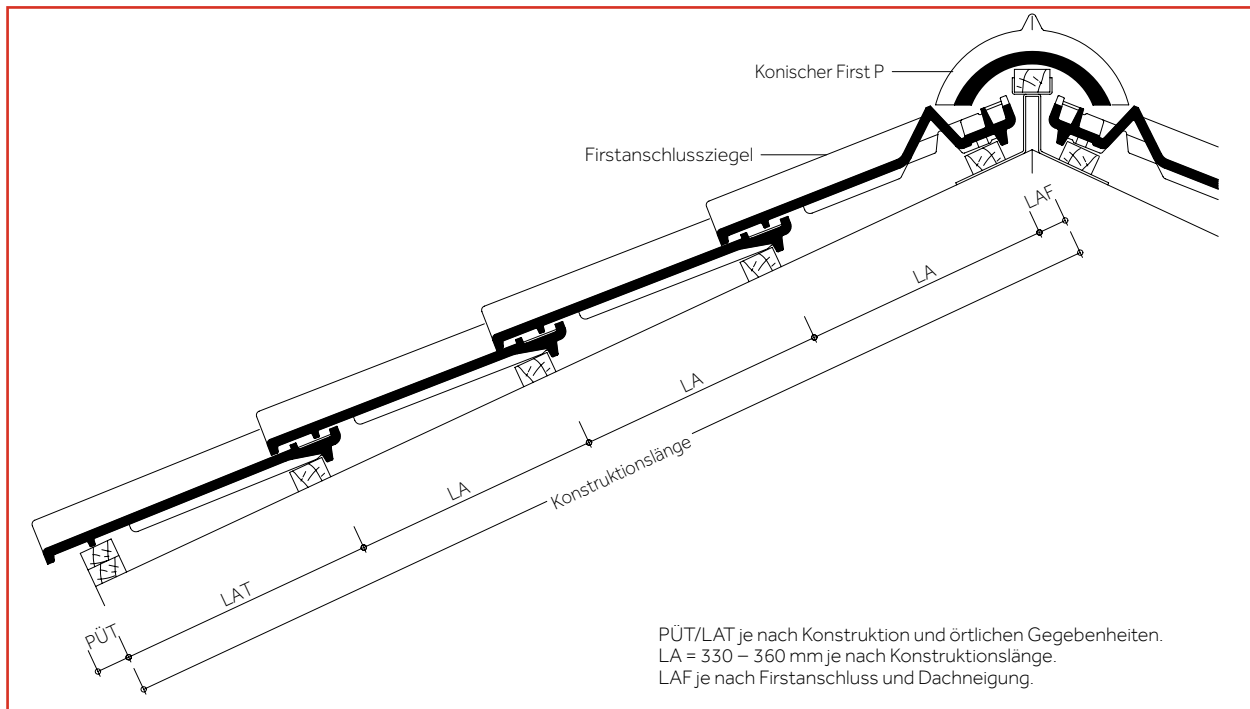 Konischer First P
Firstanschlussziegel
LAF
LA
LA
LA
Konstruktionslänge
LAT
PÜT
PÜT/LAT je nach Konstruktion und örtlichen Gegebenheiten.
LA = 330 – 360 mm je nach Konstruktionslänge.
LAF je nach Firstanschluss und Dachneigung.